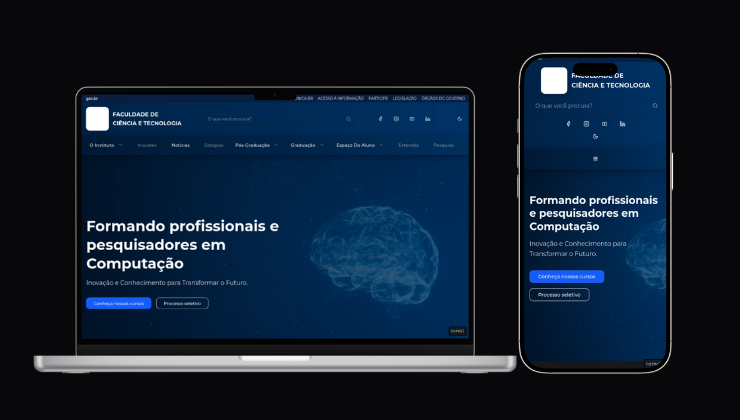 gov.br
ACESSO À INFORMAÇÃO PARTICIPE LEGISLAÇÃO ÓRGÃOS DO GOVERNO
FACULDADE DE
CIÊNCIA E TECNOLOGIA
O que você procura?
O Instituto Inovatec Notícias Estágios Pós-Graduação Graduação Espaço Do Aluno Extensão Pesquisa
Formando profissionais e
pesquisadores em
Computação
Inovação e Conhecimento para Transformar o Futuro.
Conheça nossos cursos Processo seletivo
FACULDADE DE
CIÊNCIA E TECNOLOGIA
O que você procura?
Formando profissionais
e pesquisadores em
Computação
Inovação e Conhecimento para
Transformar o Futuro.
Conheça nossos cursos
Processo seletivo